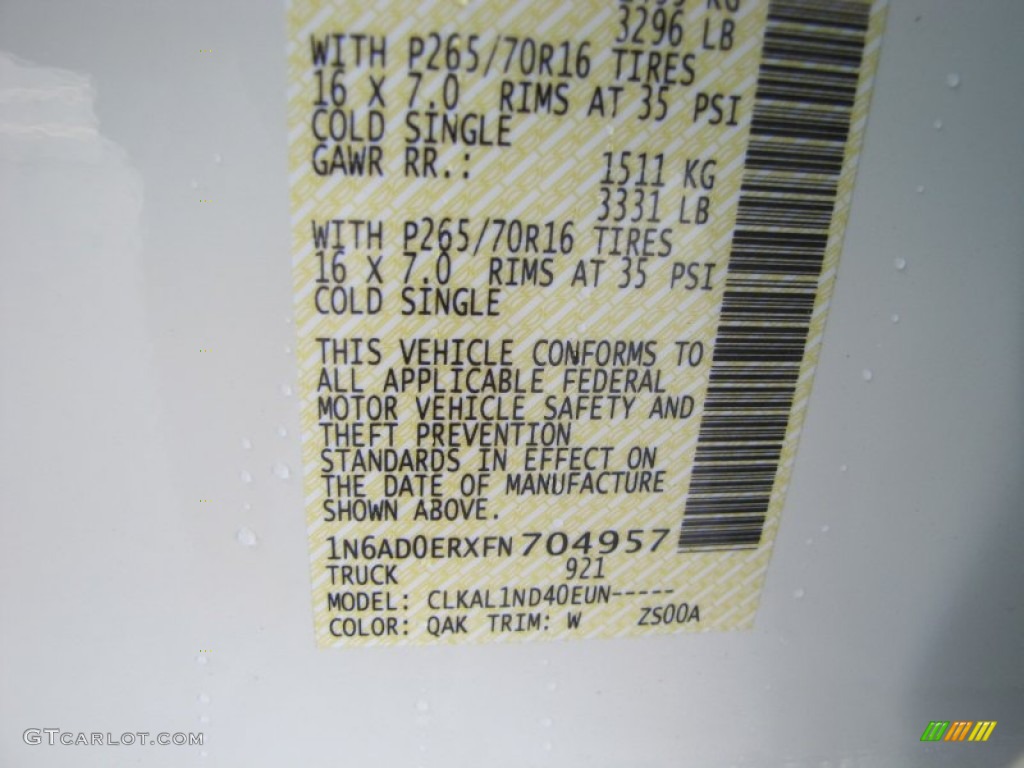 3296 LB
WITH P265/70R16 TIRES
16 X 7.0 RIMS AT 35 PSI
COLD SINGLE
GAWR RR.: 1511 KG
3331 LB
WITH P265/70R16 TIRES
16 X 7.0 RIMS AT 35 PSI
COLD SINGLE
THIS VEHICLE CONFORMS TO
ALL APPLICABLE FEDERAL
MOTOR VEHICLE SAFETY AND
THEFT PREVENTION
STANDARDS IN EFFECT ON
THE DATE OF MANUFACTURE
SHOWN ABOVE.
1N6AD0ERXFN704957
TRUCK 921
MODEL: CLKAL1ND40EUN-----
COLOR: QAK TRIM: W ZS00A
GTCARLOT.COM